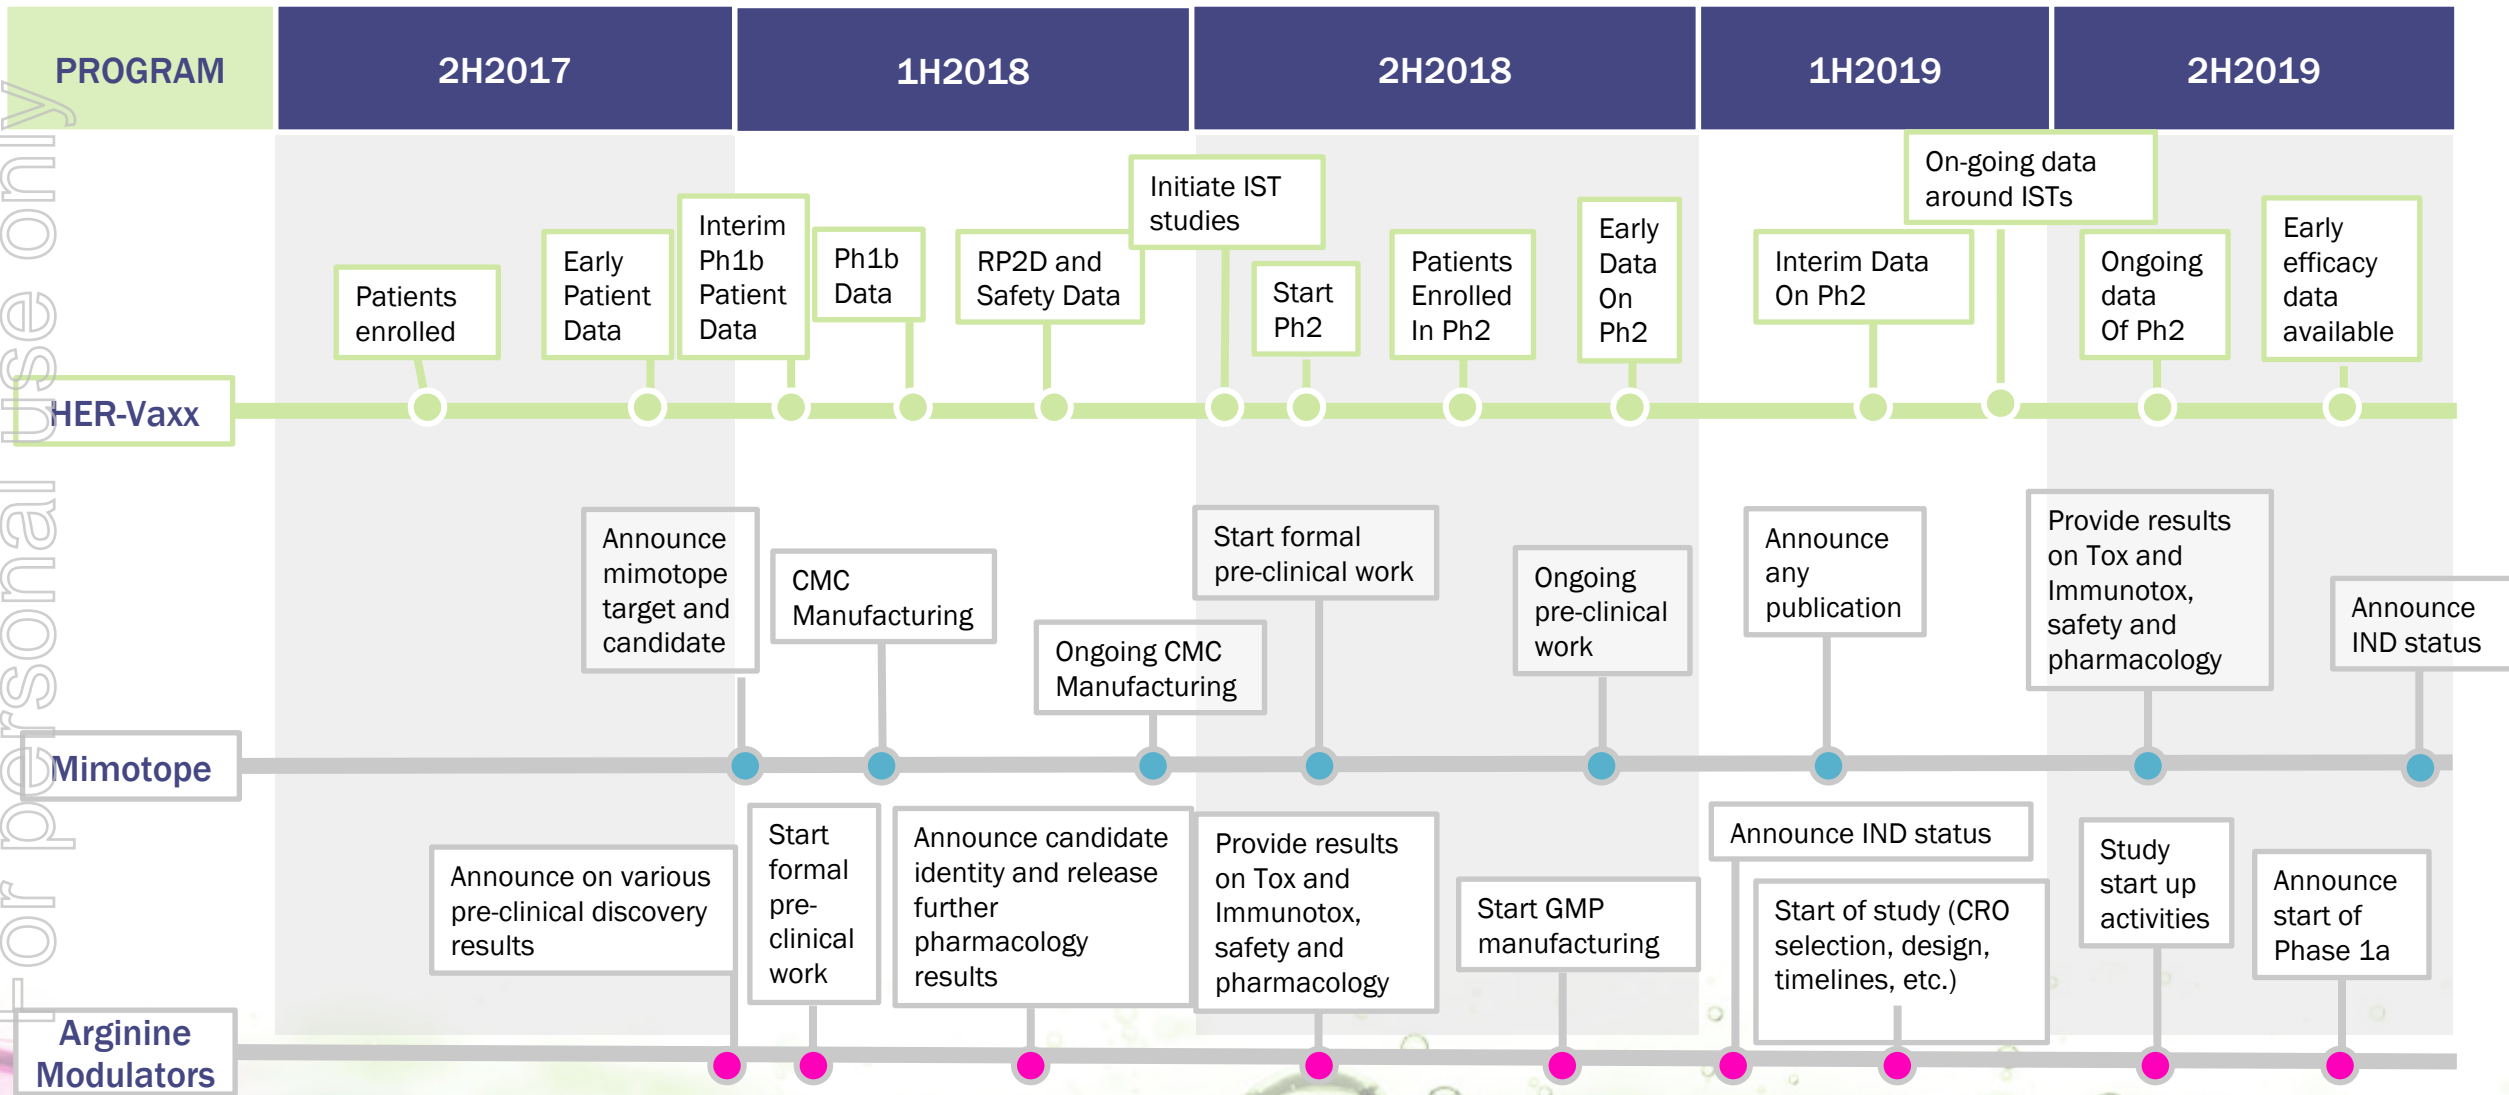 PROGRAM
2H2017
1H2018
2H2018
1H2019
2H2019
For personal use only
HER-Vaxx
Patients
enrolled
Early
Patient
Data
Interim
Ph1b
Patient
Data
Ph1b
Data
RP2D and
Safety Data
Initiate IST
studies
Start
Ph2
Patients
Enrolled
In Ph2
Early
Data
On
Ph2
Interim Data
On Ph2
On-going data
around ISTs
Ongoing
data
Of Ph2
Early
efficacy
data
available
Mimotope
Announce
mimotope
target and
candidate
CMC
Manufacturing
Ongoing CMC
Manufacturing
Start formal
pre-clinical work
Ongoing
pre-clinical
work
Announce
any
publication
Provide results
on Tox and
Immunotox,
safety and
pharmacology
Announce
IND status
Arginine
Modulators
Announce on various
pre-clinical discovery
results
Start
formal
pre-
clinical
work
Announce candidate
identity and release
further
pharmacology
results
Provide results
on Tox and
Immunotox,
safety and
pharmacology
Start GMP
manufacturing
Announce IND status
Start of study (CRO
selection, design,
timelines, etc.)
Study
start up
activities
Announce
start of
Phase 1a